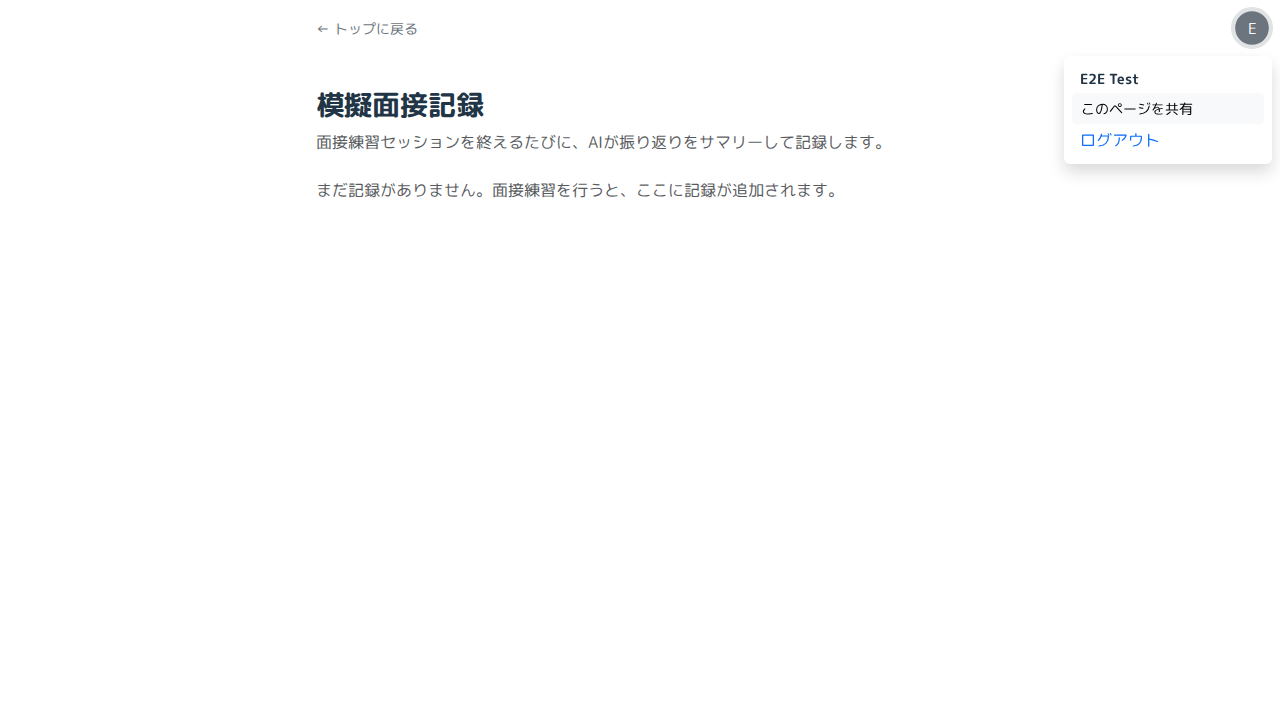 ← トップに戻る
E
E2E Test
このページを共有
ログアウト
模擬面接記録
面接練習セッションを終えるたびに、AIが振り返りをサマリーして記録します。
まだ記録がありません。面接練習を行うと、ここに記録が追加されます。